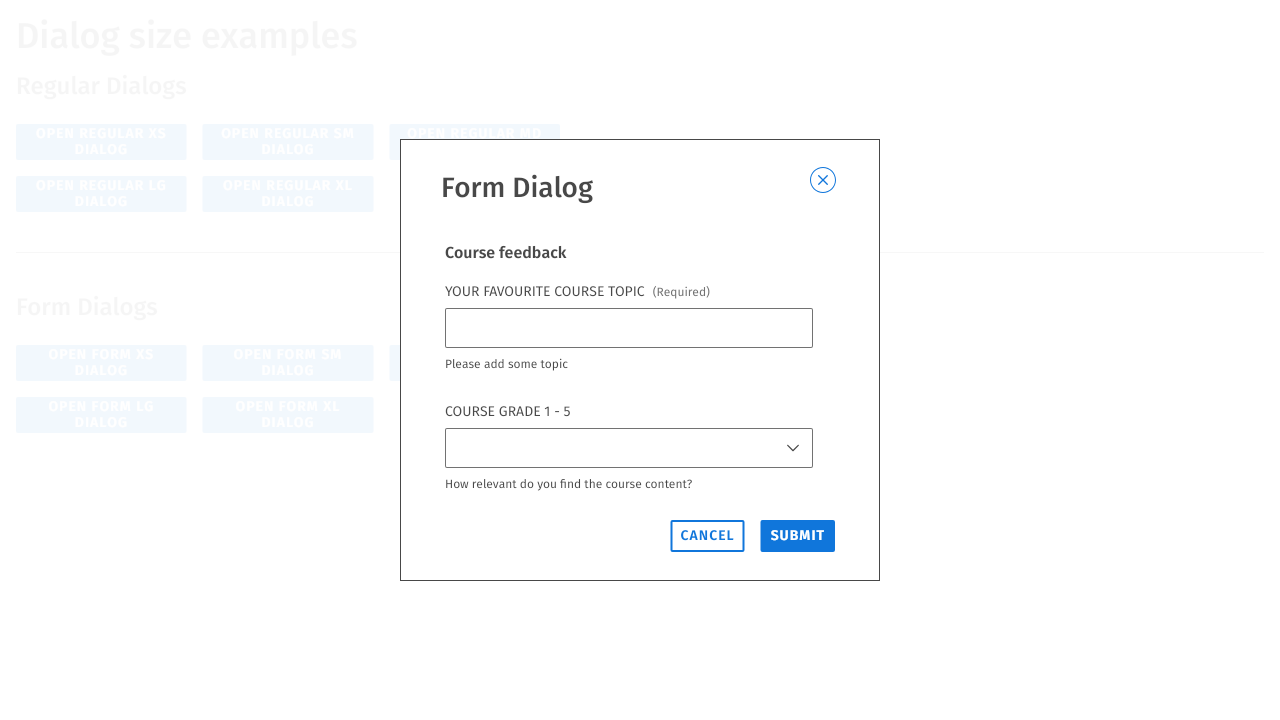 Dialog size examples
Regular Dialogs
OPEN REGULAR XS
DIALOG
OPEN REGULAR SM
DIALOG
OPEN REGULAR MD
OPEN REGULAR LG
DIALOG
OPEN REGULAR XL
DIALOG
Form Dialogs
OPEN FORM XS
DIALOG
OPEN FORM SM
DIALOG
OPEN FORM LG
DIALOG
OPEN FORM XL
DIALOG
Form Dialog
Course feedback
YOUR FAVOURITE COURSE TOPIC (Required)
Please add some topic
COURSE GRADE 1 - 5
How relevant do you find the course content?
CANCEL
SUBMIT